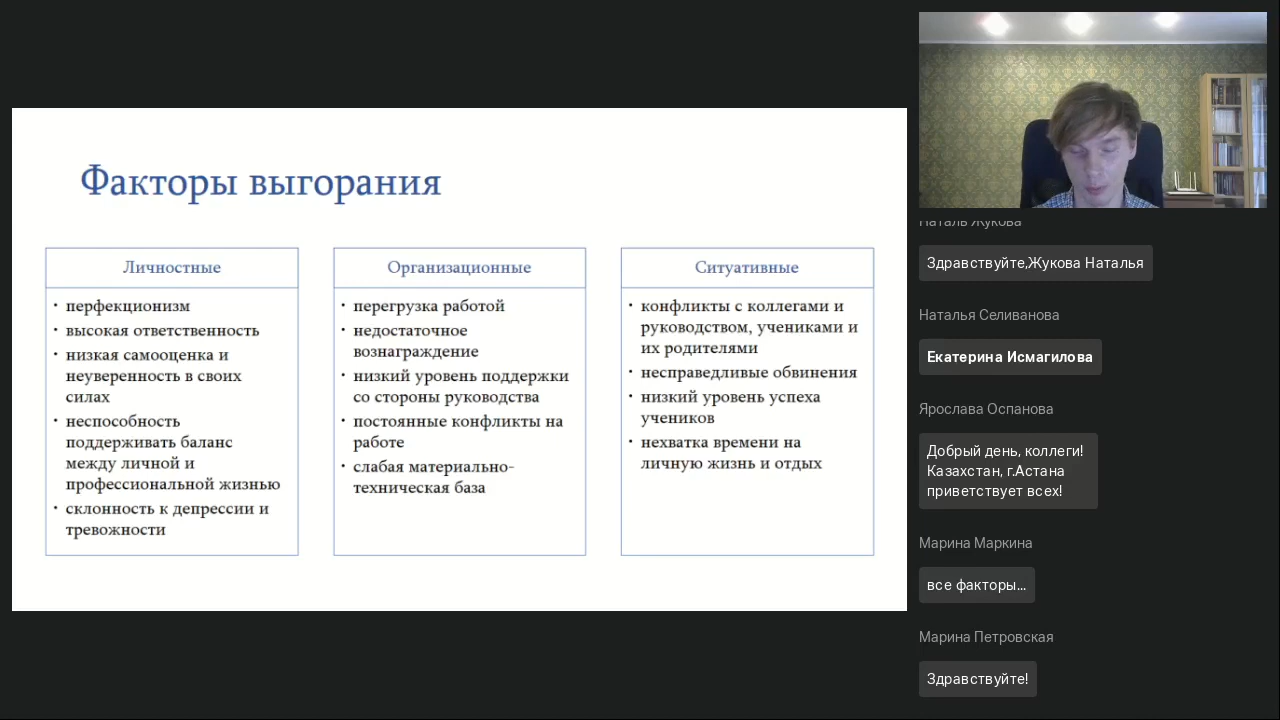 Факторы выгорания
Личностные
• перфекционизм
• высокая ответственность
• низкая самооценка и
неуверенность в своих
силах
• неспособность
поддерживать баланс
между личной и
профессиональной жизнью
• склонность к депрессии и
тревожности
Организационные
• перегрузка работой
• недостаточное
вознаграждение
• низкий уровень поддержки
со стороны руководства
• постоянные конфликты на
работе
• слабая материально-
техническая база
Ситуативные
• конфликты с коллегами и
руководством, учениками и
их родителями
• несправедливые обвинения
• низкий уровень успеха
учеников
• нехватка времени на
личную жизнь и отдых
Наталь Жукова
Здравствуйте,Жукова Наталья
Наталья Селиванова
Екатерина Исмагилова
Ярослава Оспанова
Добрый день, коллеги!
Казахстан, г.Астана
приветствует всех!
Марина Маркина
все факторы...
Марина Петровская
Здравствуйте!